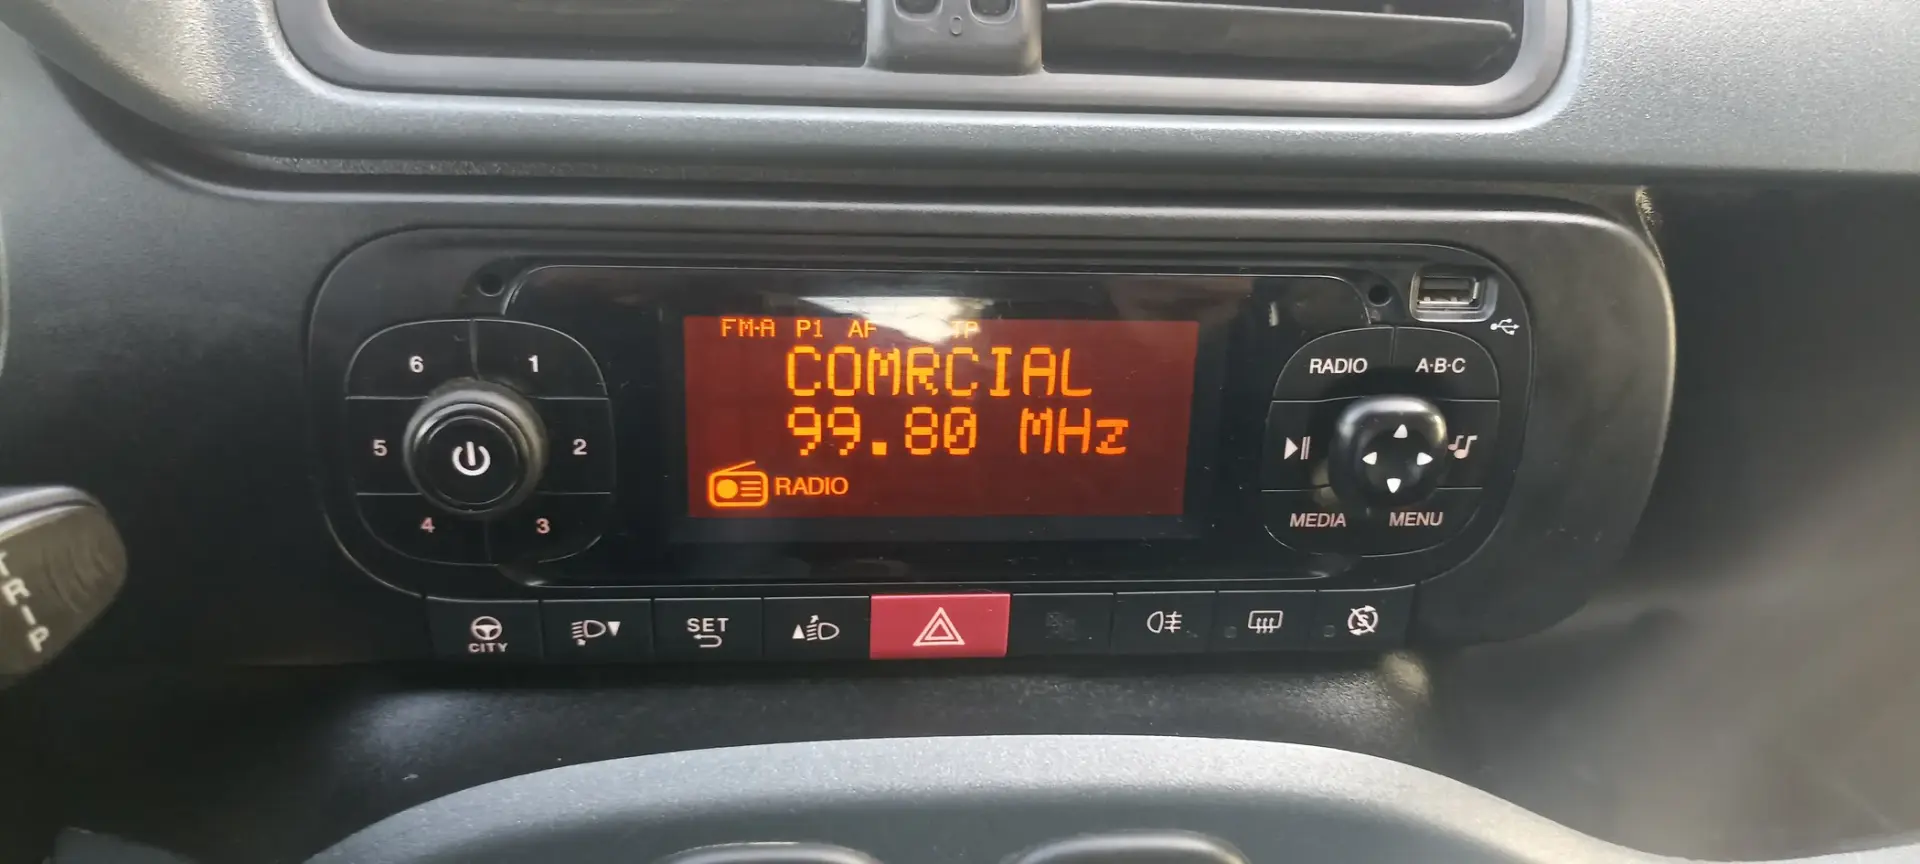 FM-A P1 AF TP
COMRCIAL
99.80 MHz
RADIO
6 1
5 2
4 3
RADIO A·B·C
MEDIA MENU
CITY
SET
TRIP